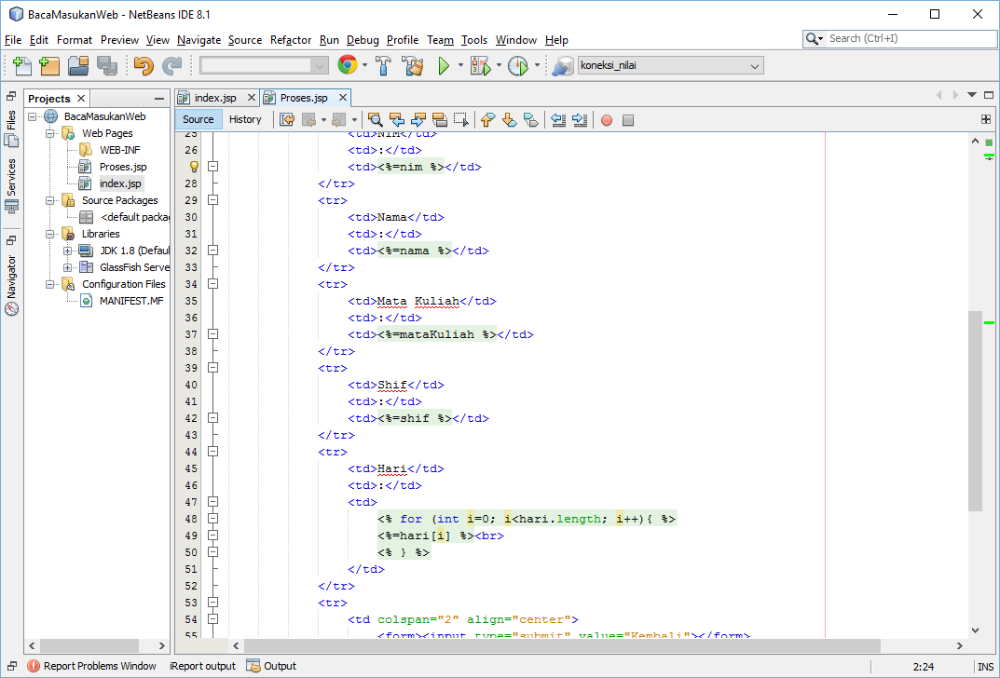 BacaMasukanWeb - NetBeans IDE 8.1
File Edit Format Preview View Navigate Source Refactor Run Debug Profile Team Tools Window Help
Search (Ctrl+I)
koneksi_nilai
Files
Services
Navigator
Projects
BacaMasukanWeb
Web Pages
WEB-INF
Proses.jsp
index.jsp
Source Packages
<default packa
Libraries
JDK 1.8 (Defaul
GlassFish Serve
Configuration Files
MANIFEST.MF
index.jsp Proses.jsp
Source History
25 <td>NIM</td>
26 <td>:</td>
<td><%=nim %></td>
28 </tr>
29 <tr>
30 <td>Nama</td>
31 <td>:</td>
32 <td><%=nama %></td>
33 </tr>
34 <tr>
35 <td>Mata Kuliah</td>
36 <td>:</td>
37 <td><%=mataKuliah %></td>
38 </tr>
39 <tr>
40 <td>Shif</td>
41 <td>:</td>
42 <td><%=shif %></td>
43 </tr>
44 <tr>
45 <td>Hari</td>
46 <td>:</td>
47 <td>
48 <% for (int i=0; i<hari.length; i++){ %>
49 <%=hari[i] %><br>
50 <% } %>
51 </td>
52 </tr>
53 <tr>
54 <td colspan="2" align="center">
55 <form><input type="submit" value="Kembali"></form>
Report Problems Window iReport output Output
2:24 INS